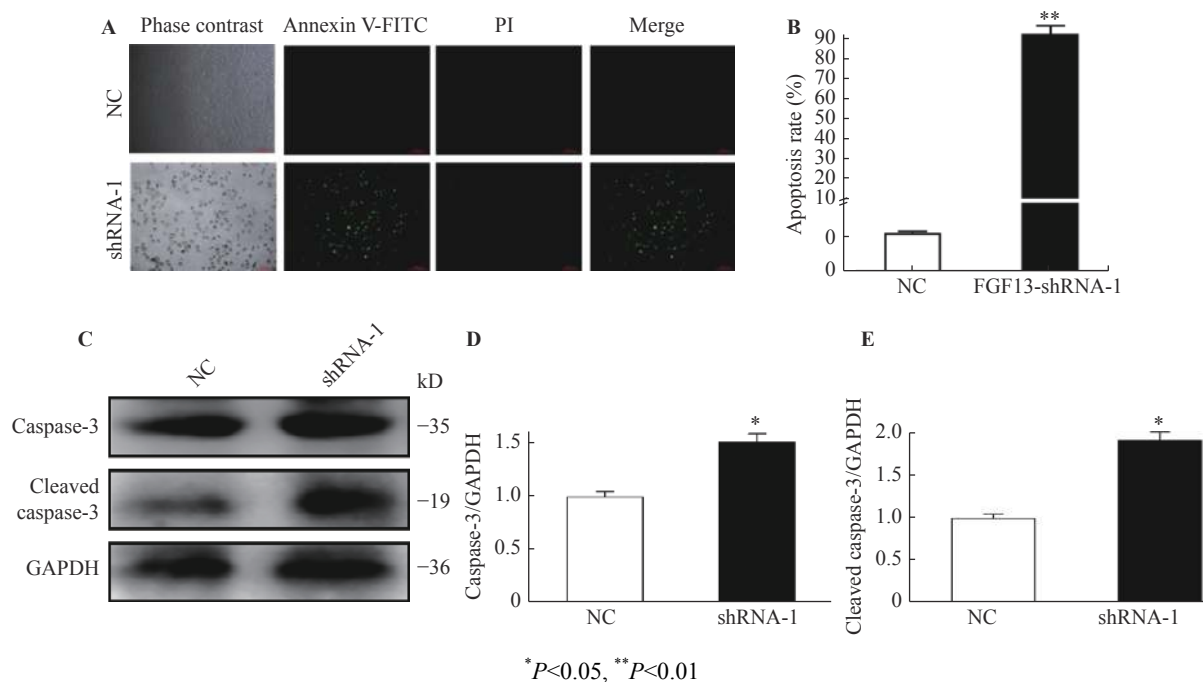 A
Phase contrast Annexin V-FITC PI Merge
NC
shRNA-1
B
Apoptosis rate (%)
90
80
70
60
50
40
90
30
20
10
0
0
**
NC FGF13-shRNA-1
C
NC shRNA-1 kD
Caspase-3 −35
Cleaved
caspase-3 −19
GAPDH −36
D
Caspase-3/GAPDH
1.5
1.0
0.5
0
*
NC shRNA-1
E
Cleaved caspase-3/GAPDH
2.0
1.5
1.0
0.5
0
*
NC shRNA-1
*P<0.05, **P<0.01